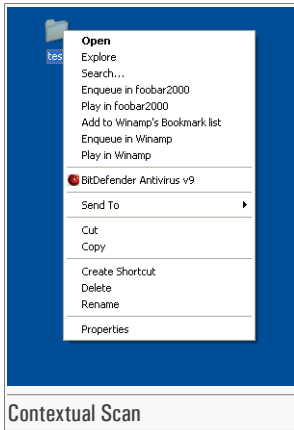 tes
Open
Explore
Search...
Enqueue in foobar2000
Play in foobar2000
Add to Winamp's Bookmark list
Enqueue in Winamp
Play in Winamp
BitDefender Antivirus v9
Send To
Cut
Copy
Create Shortcut
Delete
Rename
Properties
Contextual Scan